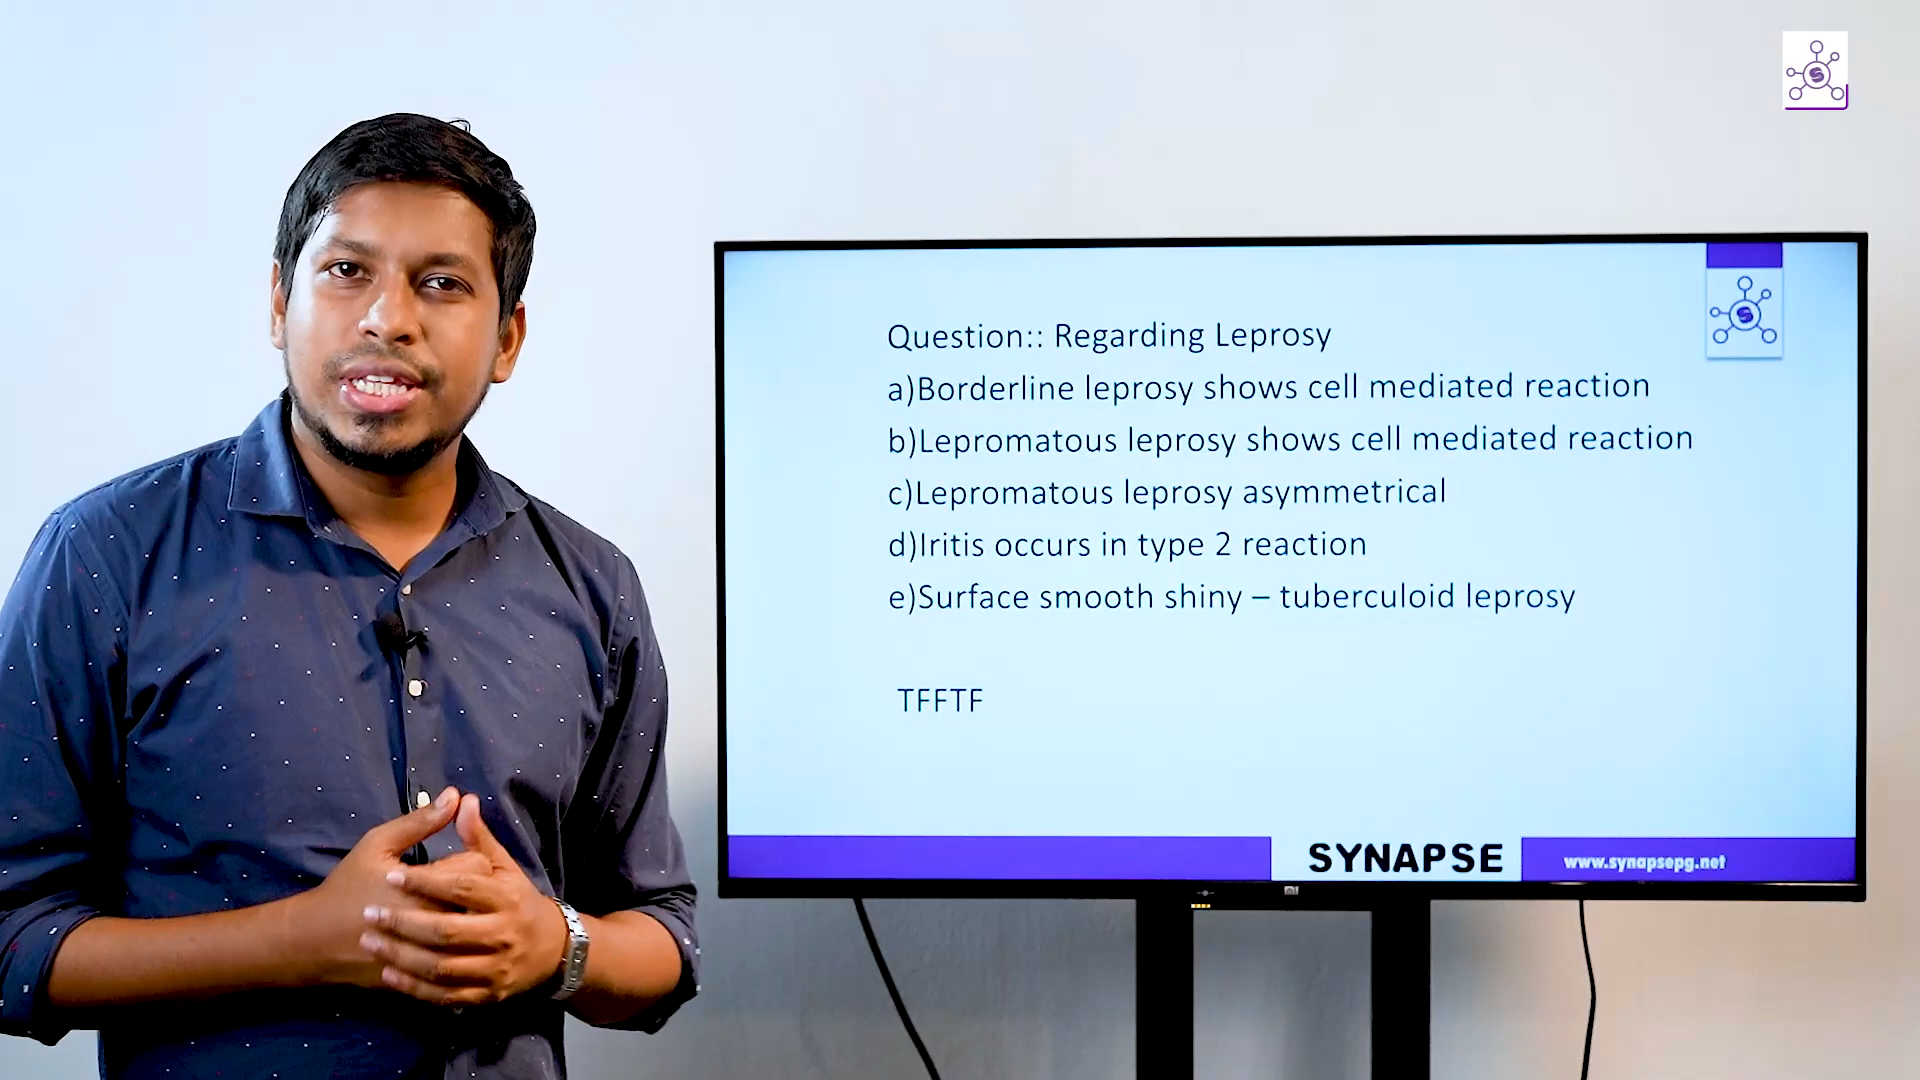 Question:: Regarding Leprosy
a)Borderline leprosy shows cell mediated reaction
b)Lepromatous leprosy shows cell mediated reaction
c)Lepromatous leprosy asymmetrical
d)Iritis occurs in type 2 reaction
e)Surface smooth shiny – tuberculoid leprosy
TFFTF
SYNAPSE
www.synapsepg.net
mi